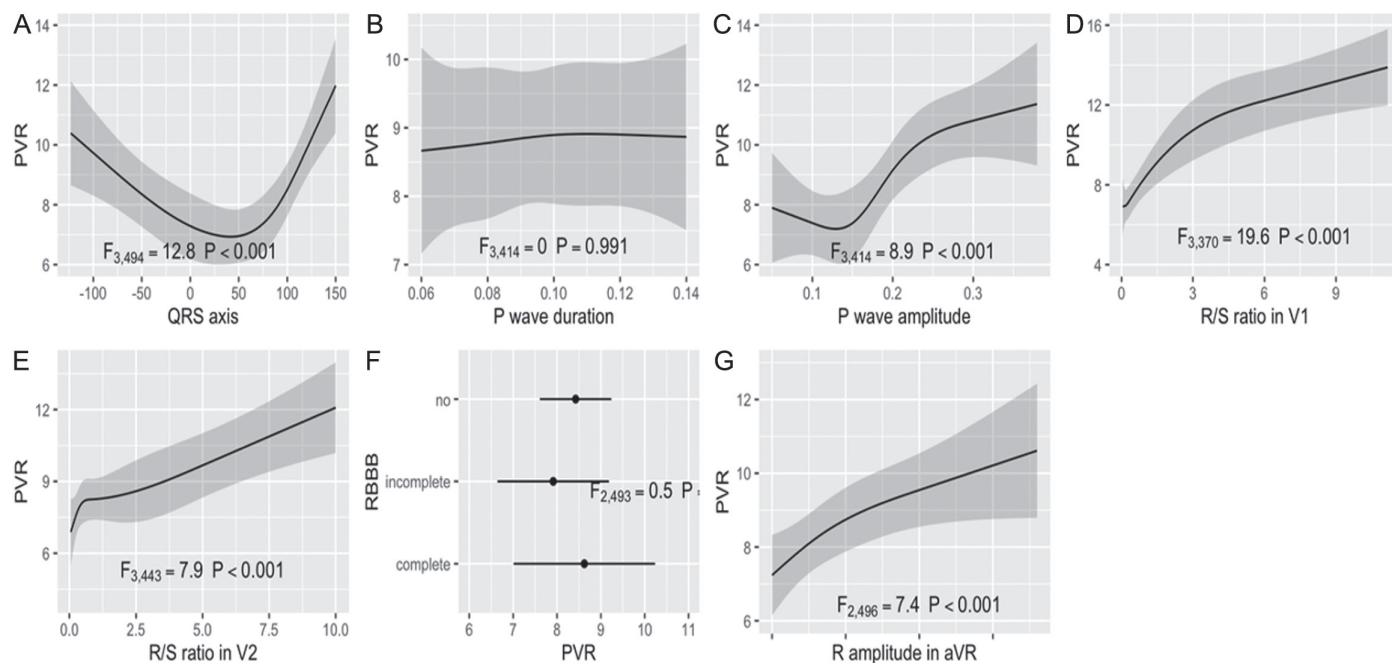 A
14
12
10
8
6
PVR
F3,494 = 12.8 P < 0.001
-100 -50 0 50 100 150
QRS axis
B
10
9
8
7
PVR
F3,414 = 0 P = 0.991
0.06 0.08 0.10 0.12 0.14
P wave duration
C
14
12
10
8
6
PVR
F3,414 = 8.9 P < 0.001
0.1 0.2 0.3
P wave amplitude
D
16
12
8
4
PVR
F3,370 = 19.6 P < 0.001
0 3 6 9
R/S ratio in V1
E
12
9
6
PVR
F3,443 = 7.9 P < 0.001
0.0 2.5 5.0 7.5 10.0
R/S ratio in V2
F
no
incomplete
complete
RBBB
F2,493 = 0.5 P
6 7 8 9 10 11
PVR
G
12
10
8
6
PVR
F2,496 = 7.4 P < 0.001
R amplitude in aVR